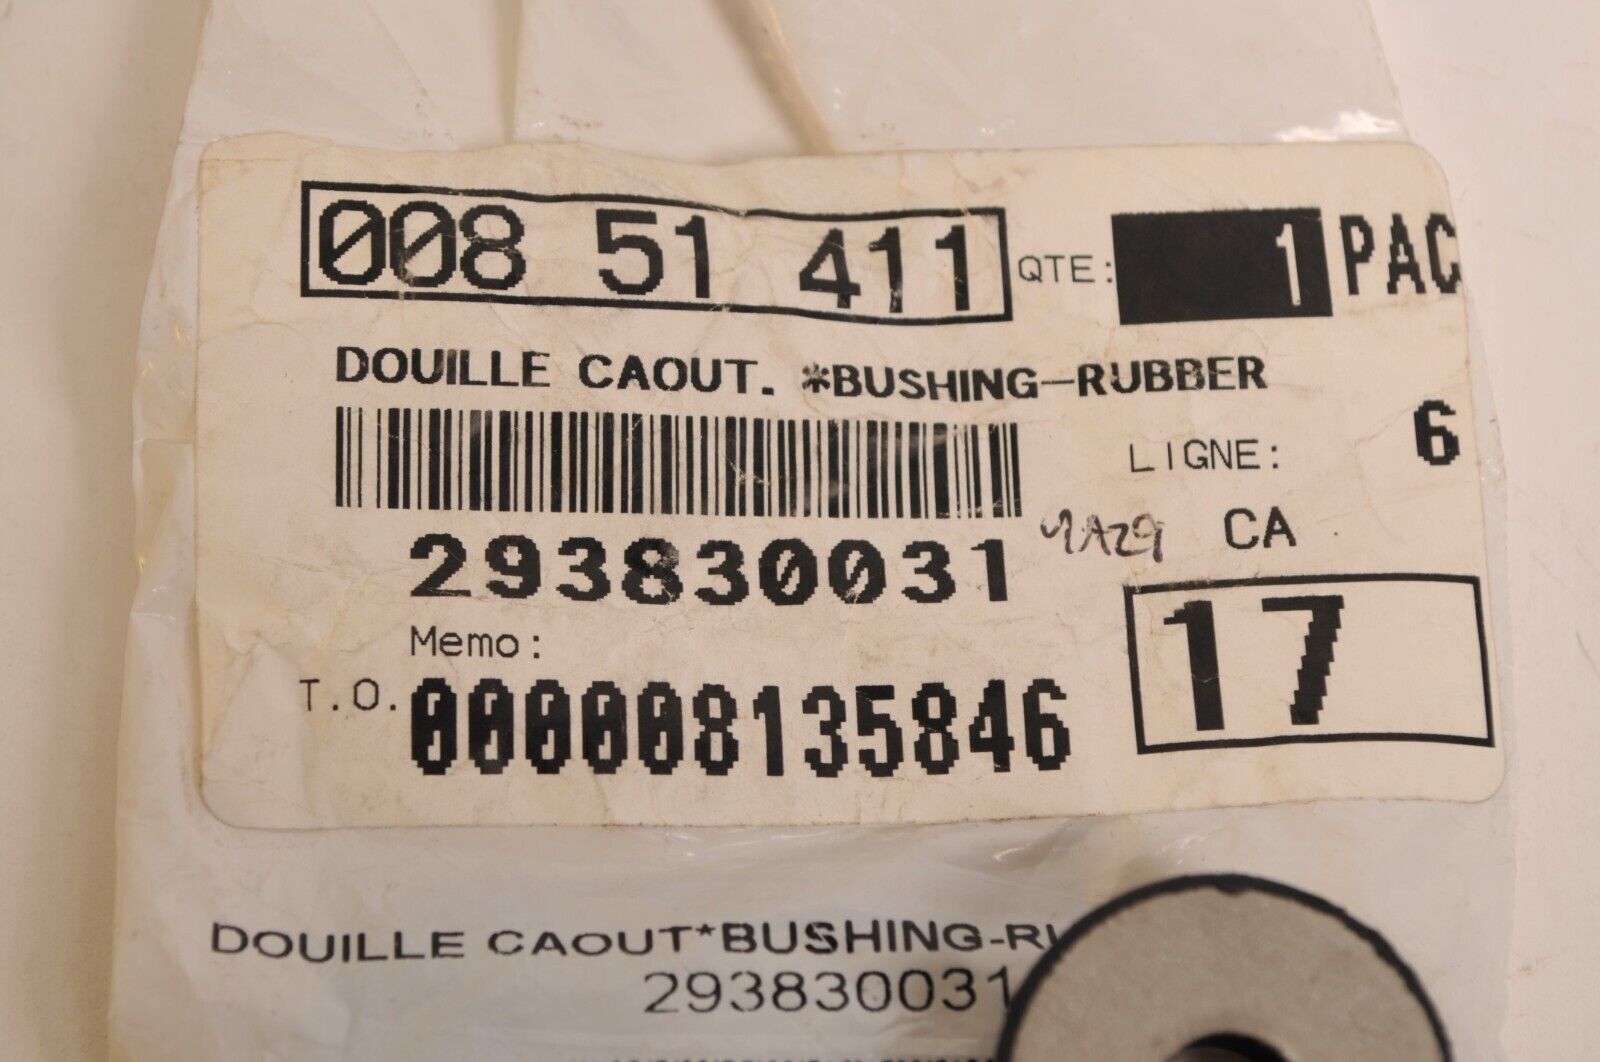 008 51 411 QTE: 1 PAC
DOUILLE CAOUT. *BUSHING-RUBBER
LIGNE: 6
293830031 CA
Memo: 17
T.O. 000008135846
DOUILLE CAOUT*BUSHING-RU
293830031